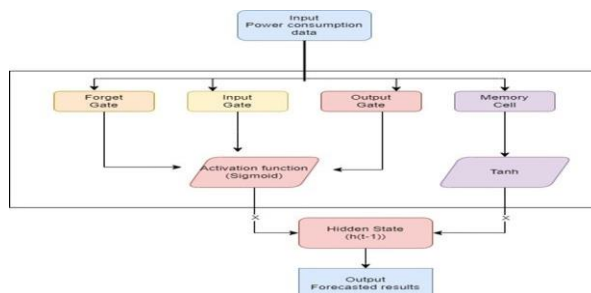 Input
Power consumption
data
Forget
Gate
Input
Gate
Output
Gate
Memory
Cell
Activation function
(Sigmoid)
Tanh
X
X
Hidden State
(h(t-1))
Output
Forecasted results